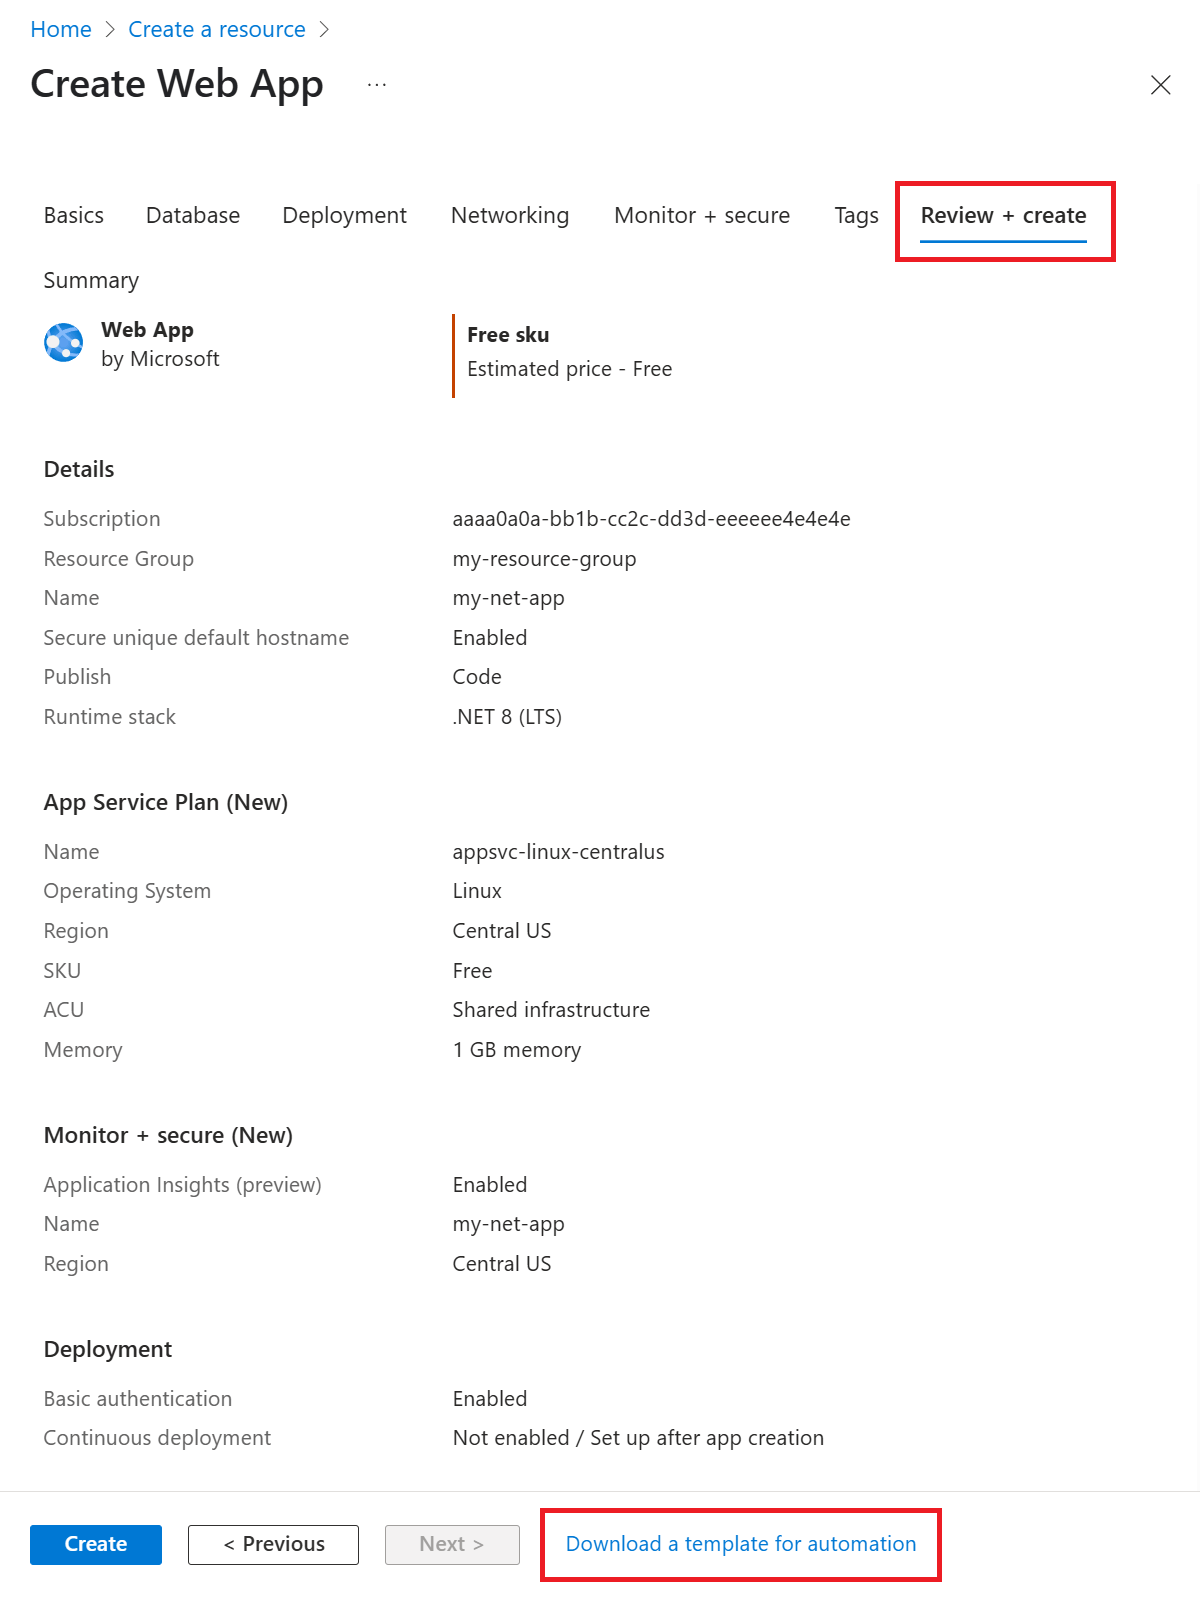 Home > Create a resource >
Create Web App ...
Basics Database Deployment Networking Monitor + secure Tags Review + create
Summary
Web App
by Microsoft
Free sku
Estimated price - Free
Details
Subscription aaaa0a0a-bb1b-cc2c-dd3d-eeeeee4e4e4e
Resource Group my-resource-group
Name my-net-app
Secure unique default hostname Enabled
Publish Code
Runtime stack .NET 8 (LTS)
App Service Plan (New)
Name appsvc-linux-centralus
Operating System Linux
Region Central US
SKU Free
ACU Shared infrastructure
Memory 1 GB memory
Monitor + secure (New)
Application Insights (preview) Enabled
Name my-net-app
Region Central US
Deployment
Basic authentication Enabled
Continuous deployment Not enabled / Set up after app creation
Create < Previous Next > Download a template for automation